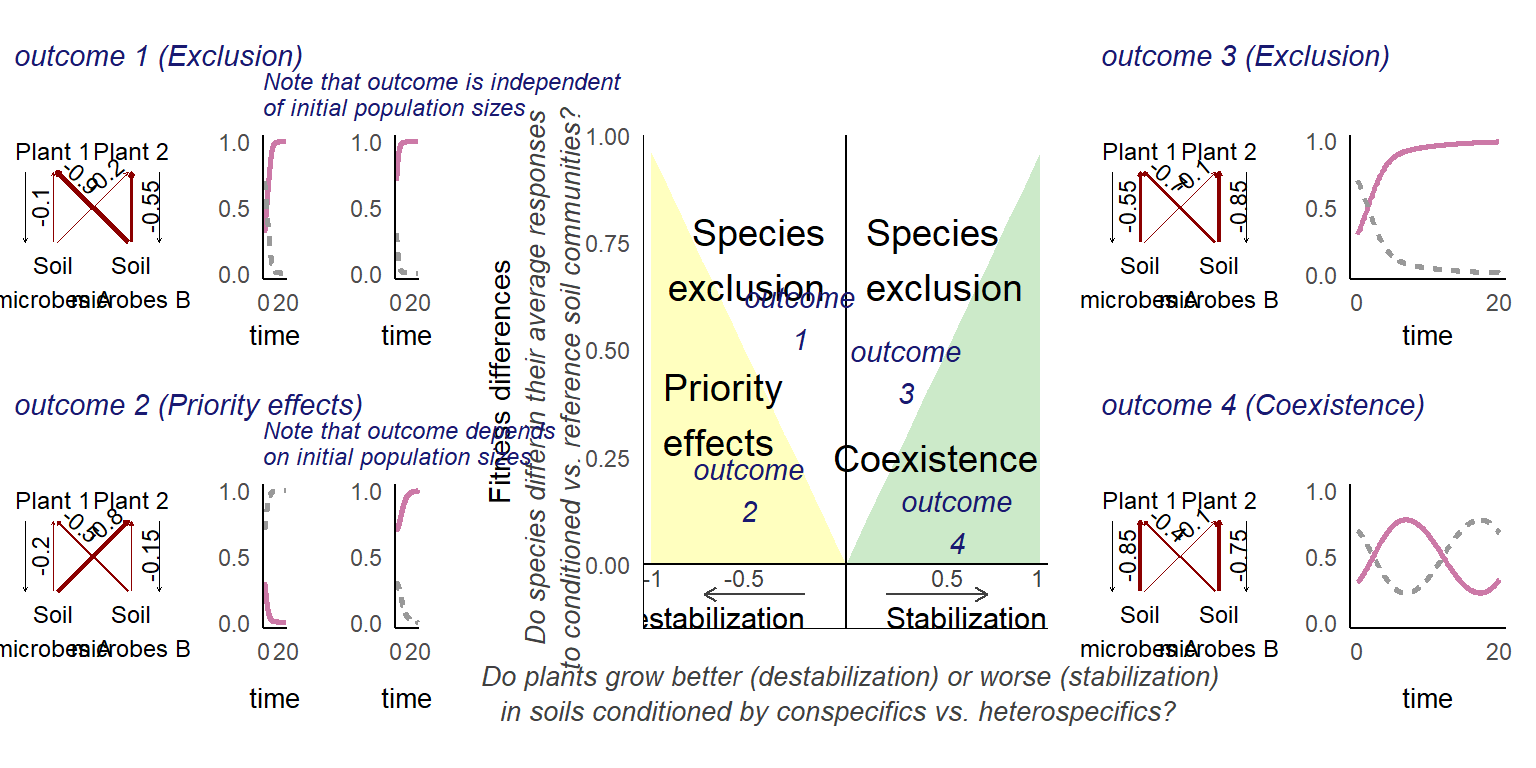 outcome 1 (Exclusion)
Note that outcome is independent
of initial population sizes
Plant 1 Plant 2
-0.1
-0.9
-0.2
-0.55
Soil
microbes A
Soil
microbes B
1.0
0.5
0.0
0 20
time
1.0
0.5
0.0
0 20
time
outcome 2 (Priority effects)
Note that outcome depends
on initial population sizes
Plant 1 Plant 2
-0.2
-0.5
-0.8
-0.15
Soil
microbes A
Soil
microbes B
1.0
0.5
0.0
0 20
time
1.0
0.5
0.0
0 20
time
Fitness differences
Do species differ in their average responses
to conditioned vs. reference soil communities?
1.00
0.75
0.50
0.25
0.00
Species
exclusion
outcome
1
Priority
effects
outcome
2
Species
exclusion
outcome
3
Coexistence
outcome
4
-1
-0.5
0.5
1
estabilization
Stabilization
Do plants grow better (destabilization) or worse (stabilization)
in soils conditioned by conspecifics vs. heterospecifics?
outcome 3 (Exclusion)
Plant 1 Plant 2
-0.55
-0.7
-0.1
-0.85
Soil
microbes A
Soil
microbes B
1.0
0.5
0.0
0
20
time
outcome 4 (Coexistence)
Plant 1 Plant 2
-0.85
-0.4
-0.1
-0.75
Soil
microbes A
Soil
microbes B
1.0
0.5
0.0
0
20
time